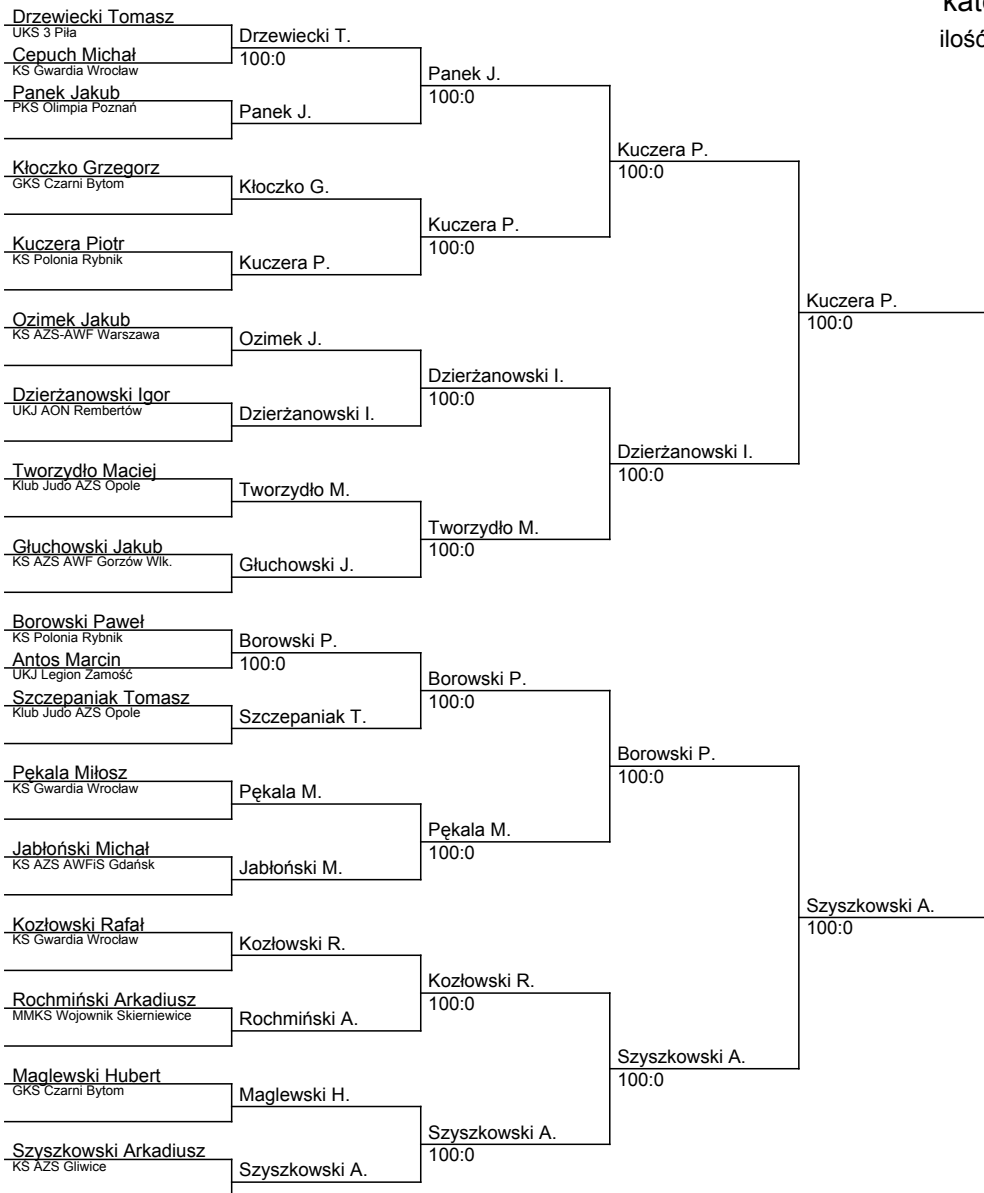 kat
ilość
Drzewiecki Tomasz
UKS 3 Piła
Cepuch Michał
KS Gwardia Wrocław
Panek Jakub
PKS Olimpia Poznań
Kłoczko Grzegorz
GKS Czarni Bytom
Kuczera Piotr
KS Polonia Rybnik
Ozimek Jakub
KS AZS-AWF Warszawa
Dzierżanowski Igor
UKJ AON Rembertów
Tworzydło Maciej
Klub Judo AZS Opole
Głuchowski Jakub
KS AZS AWF Gorzów Wlk.
Borowski Paweł
KS Polonia Rybnik
Antos Marcin
UKJ Legion Zamość
Szczepaniak Tomasz
Klub Judo AZS Opole
Pękala Miłosz
KS Gwardia Wrocław
Jabłoński Michał
KS AZS AWFiS Gdańsk
Kozłowski Rafał
KS Gwardia Wrocław
Rochmiński Arkadiusz
MMKS Wojownik Skierniewice
Maglewski Hubert
GKS Czarni Bytom
Szyszkowski Arkadiusz
KS AZS Gliwice
Drzewiecki T.
100:0
Panek J.
Kłoczko G.
Kuczera P.
Ozimek J.
Dzierżanowski I.
Tworzydło M.
Głuchowski J.
Borowski P.
100:0
Szczepaniak T.
Pękala M.
Jabłoński M.
Kozłowski R.
Rochmiński A.
Maglewski H.
Szyszkowski A.
Panek J.
100:0
Kuczera P.
100:0
Dzierżanowski I.
100:0
Tworzydło M.
100:0
Borowski P.
100:0
Pękala M.
100:0
Kozłowski R.
100:0
Szyszkowski A.
100:0
Kuczera P.
100:0
Dzierżanowski I.
100:0
Borowski P.
100:0
Szyszkowski A.
100:0
Kuczera P.
100:0
Szyszkowski A.
100:0